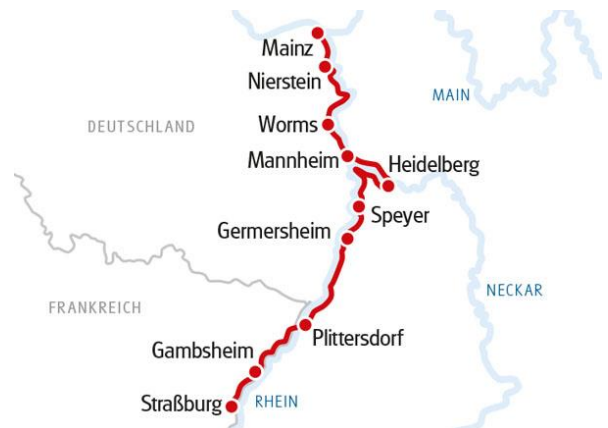 Mainz
Nierstein
MAIN
DEUTSCHLAND
Worms
Mannheim
Heidelberg
Speyer
Germersheim
NECKAR
FRANKREICH
Plittersdorf
Gambsheim
Straßburg
RHEIN